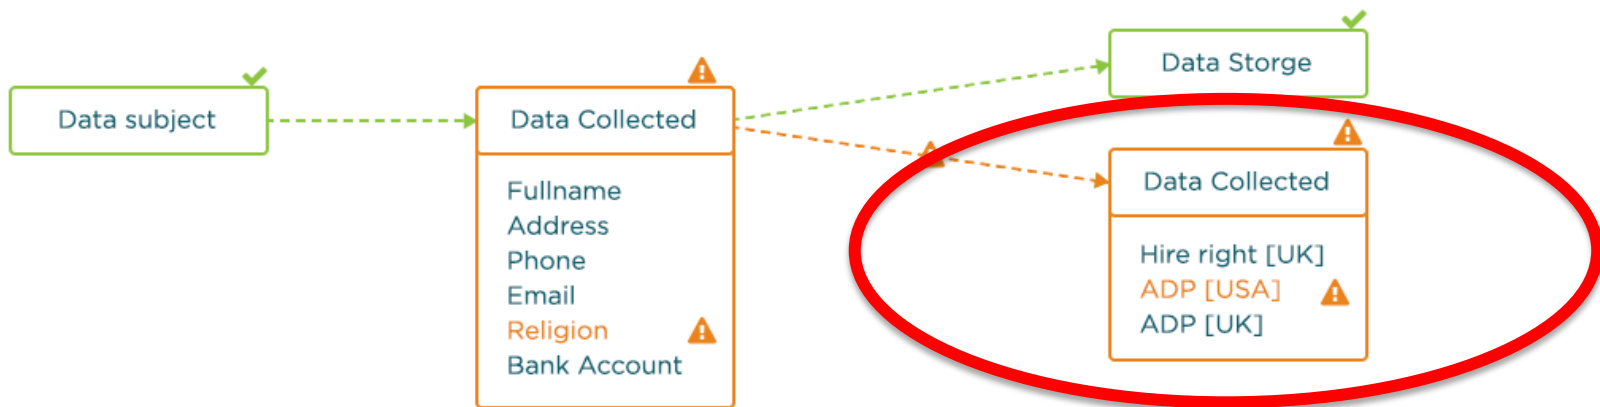 Data subject
Data Collected
Fullname
Address
Phone
Email
Religion
Bank Account
Data Storge
Data Collected
Hire right [UK]
ADP [USA]
ADP [UK]